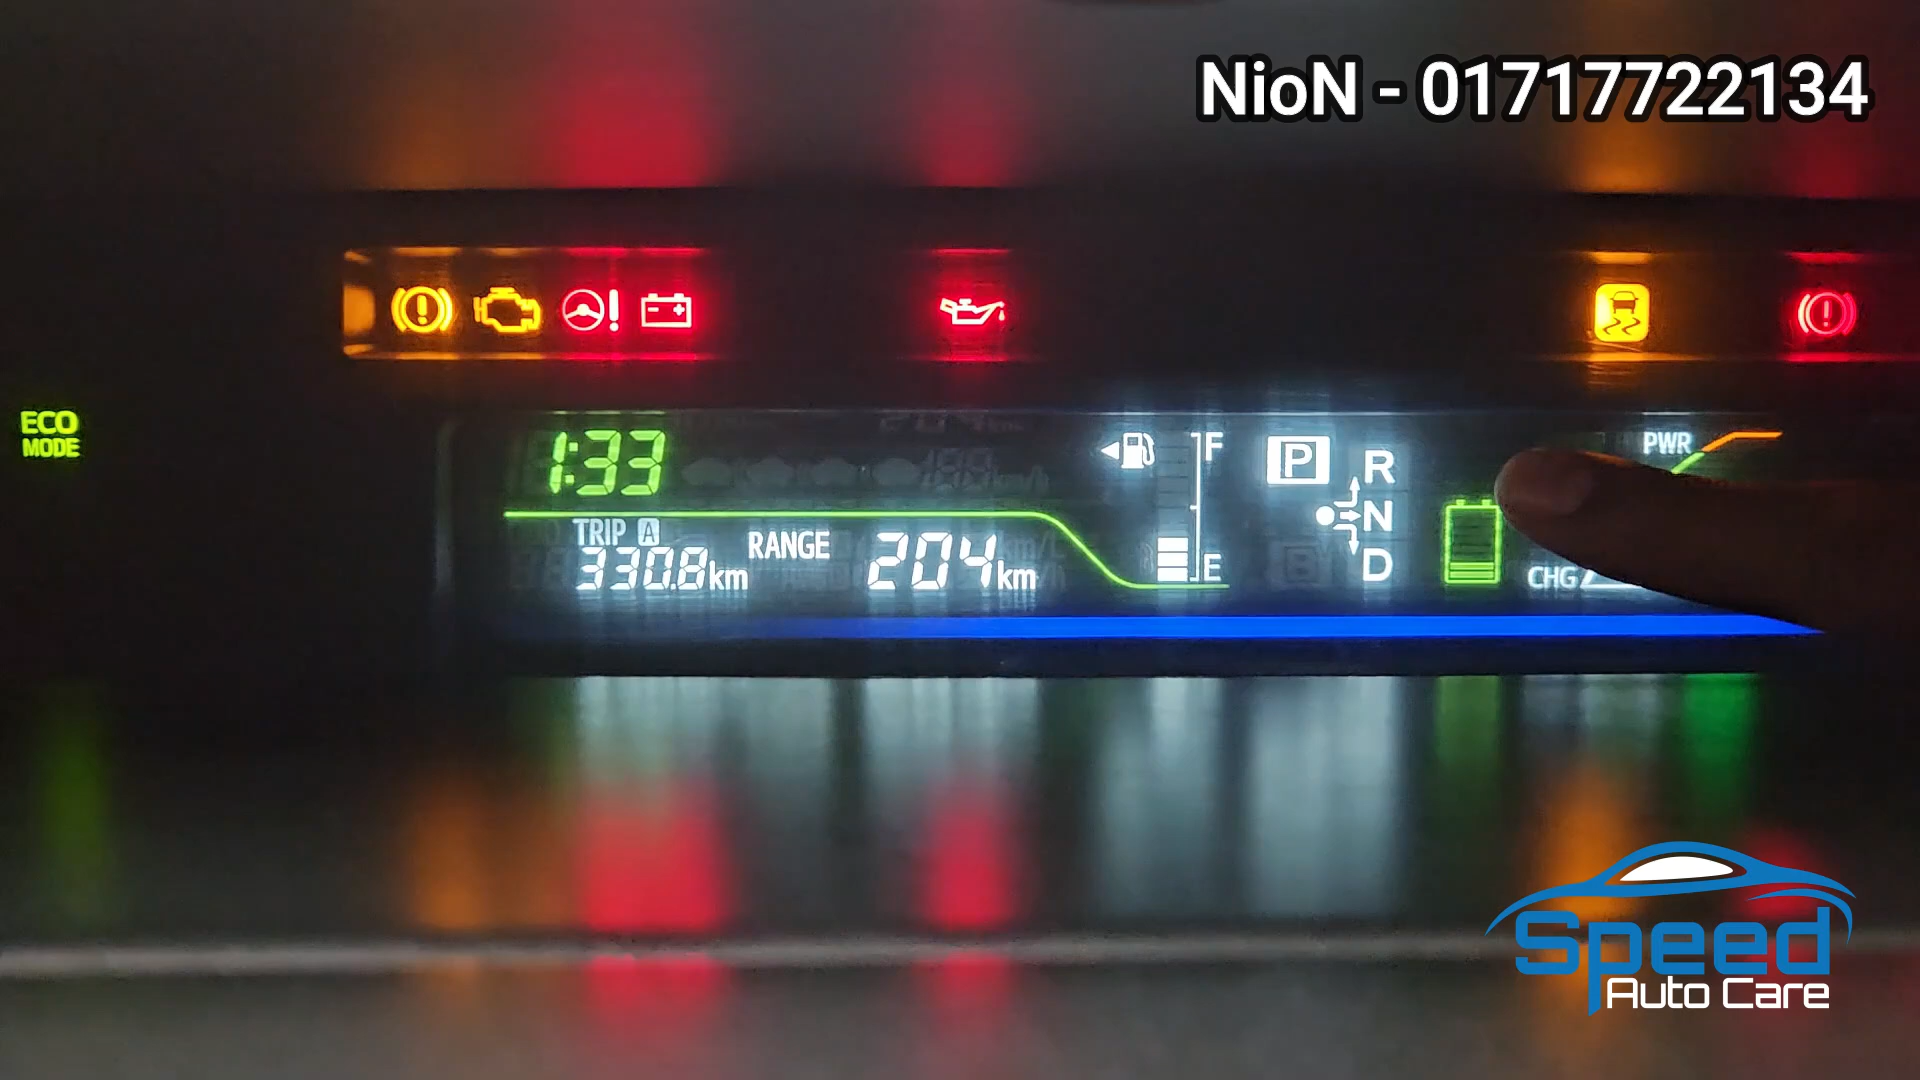 NioN - 01717722134
ECO
MODE
1:33
TRIP A
330.8km
RANGE
204km
F
E
P
R
N
D
PWR
CHG
Speed
Auto Care